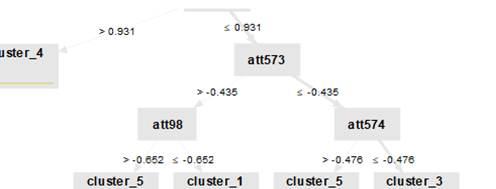 > 0.931 ≤ 0.931
uster_4 att573
> -0.435 ≤ -0.435
att98 att574
> -0.652 ≤ -0.652 > -0.476 ≤ -0.476
cluster_5 cluster_1 cluster_5 cluster_3